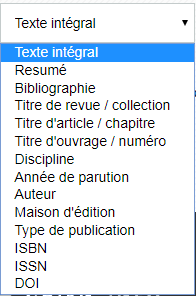 Texte intégral
Texte intégral
Resumé
Bibliographie
Titre de revue / collection
Titre d'article / chapitre
Titre d'ouvrage / numéro
Discipline
Année de parution
Auteur
Maison d'édition
Type de publication
ISBN
ISSN
DOI